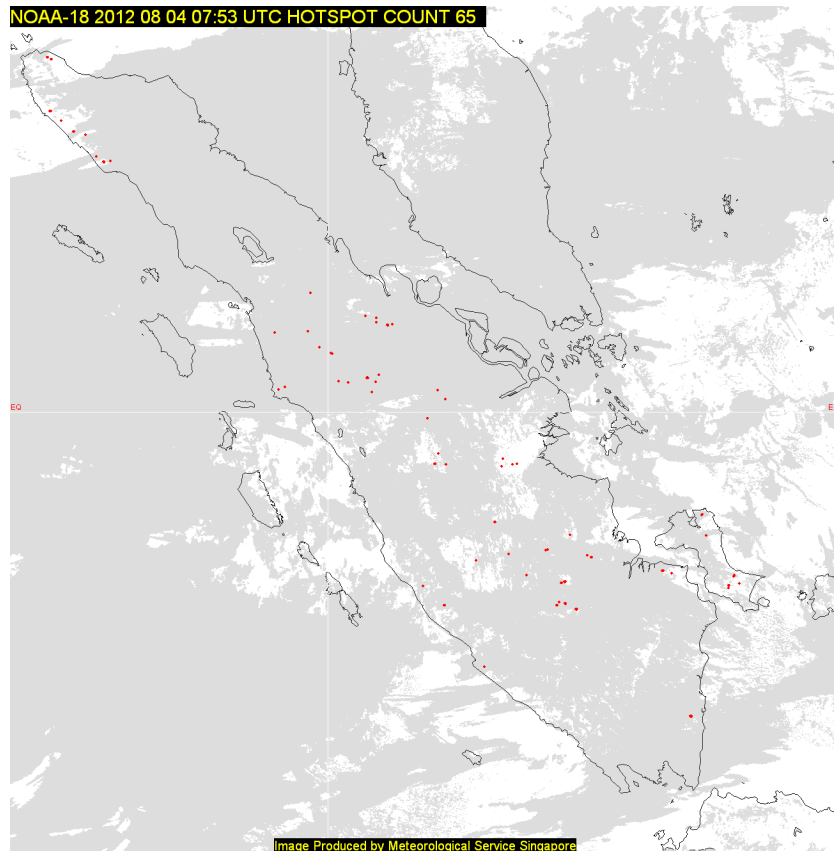 NOAA-18 2012 08 04 07:53 UTC HOTSPOT COUNT 65
EQ
E
Image Produced by Meteorological Service Singapore